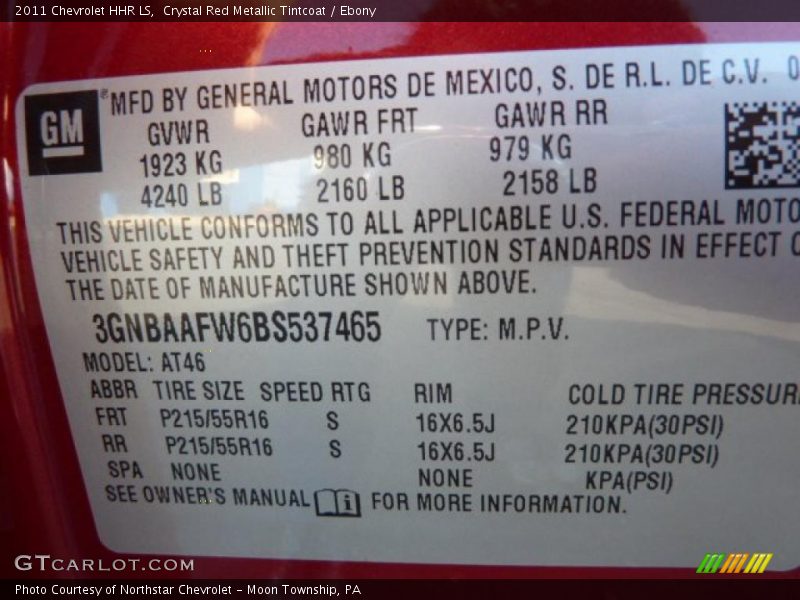 2011 Chevrolet HHR LS,  Crystal Red Metallic Tintcoat / Ebony
GM ® MFD BY GENERAL MOTORS DE MEXICO, S. DE R.L. DE C.V. 0
GVWR GAWR FRT GAWR RR
1923 KG 980 KG 979 KG
4240 LB 2160 LB 2158 LB
THIS VEHICLE CONFORMS TO ALL APPLICABLE U.S. FEDERAL MOTO
VEHICLE SAFETY AND THEFT PREVENTION STANDARDS IN EFFECT O
THE DATE OF MANUFACTURE SHOWN ABOVE.
3GNBAAFW6BS537465 TYPE: M.P.V.
MODEL: AT46
ABBR TIRE SIZE SPEED RTG RIM COLD TIRE PRESSUR
FRT P215/55R16 S 16X6.5J 210KPA(30PSI)
RR P215/55R16 S 16X6.5J 210KPA(30PSI)
SPA NONE NONE KPA(PSI)
SEE OWNER'S MANUAL i FOR MORE INFORMATION.
GTCARLOT.COM
Photo Courtesy of Northstar Chevrolet - Moon Township, PA